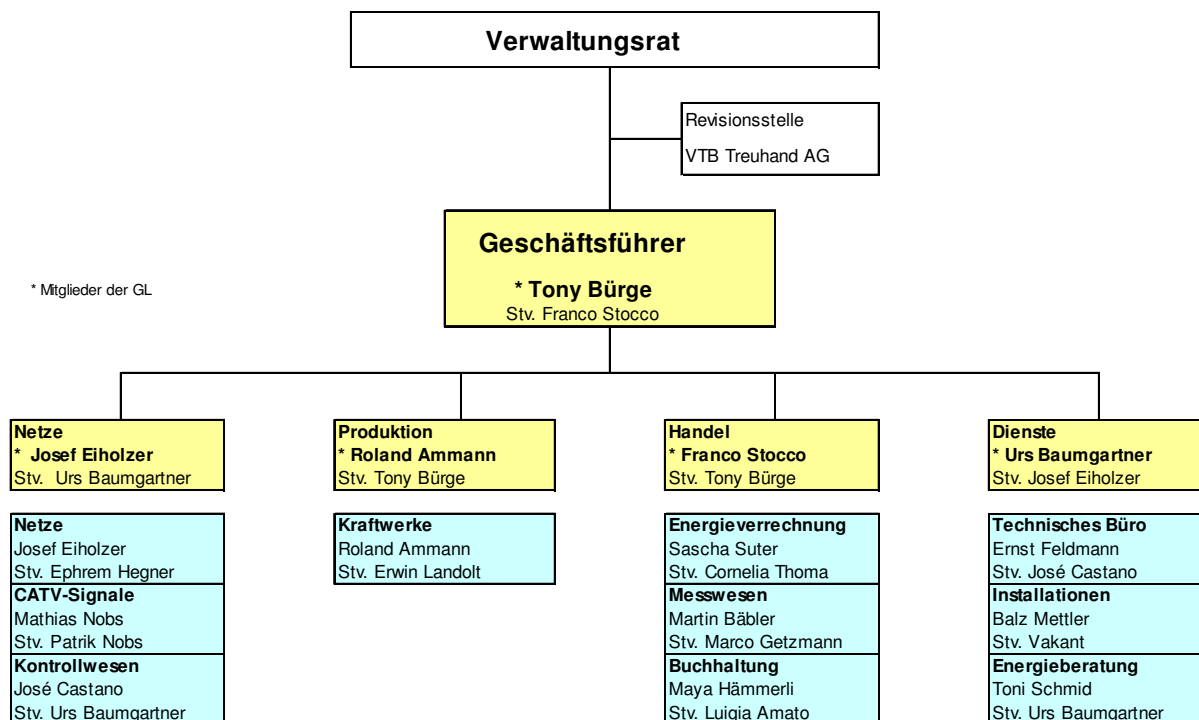 Verwaltungsrat
Revisionsstelle
VTB Treuhand AG
Geschäftsführer
* Tony Bürge
Stv. Franco Stocco
* Mitglieder der GL
Netze
* Josef Eiholzer
Stv. Urs Baumgartner
Produktion
* Roland Ammann
Stv. Tony Bürge
Handel
* Franco Stocco
Stv. Tony Bürge
Dienste
* Urs Baumgartner
Stv. Josef Eiholzer
Netze
Josef Eiholzer
Stv. Ephrem Hegner
CATV-Signale
Mathias Nobs
Stv. Patrik Nobs
Kontrollwesen
José Castano
Stv. Urs Baumgartner
Kraftwerke
Roland Ammann
Stv. Erwin Landolt
Energieverrechnung
Sascha Suter
Stv. Cornelia Thoma
Messwesen
Martin Bäbler
Stv. Marco Getzmann
Buchhaltung
Maya Hämmerli
Stv. Luigia Amato
Technisches Büro
Ernst Feldmann
Stv. José Castano
Installationen
Balz Mettler
Stv. Vakant
Energieberatung
Toni Schmid
Stv. Urs Baumgartner